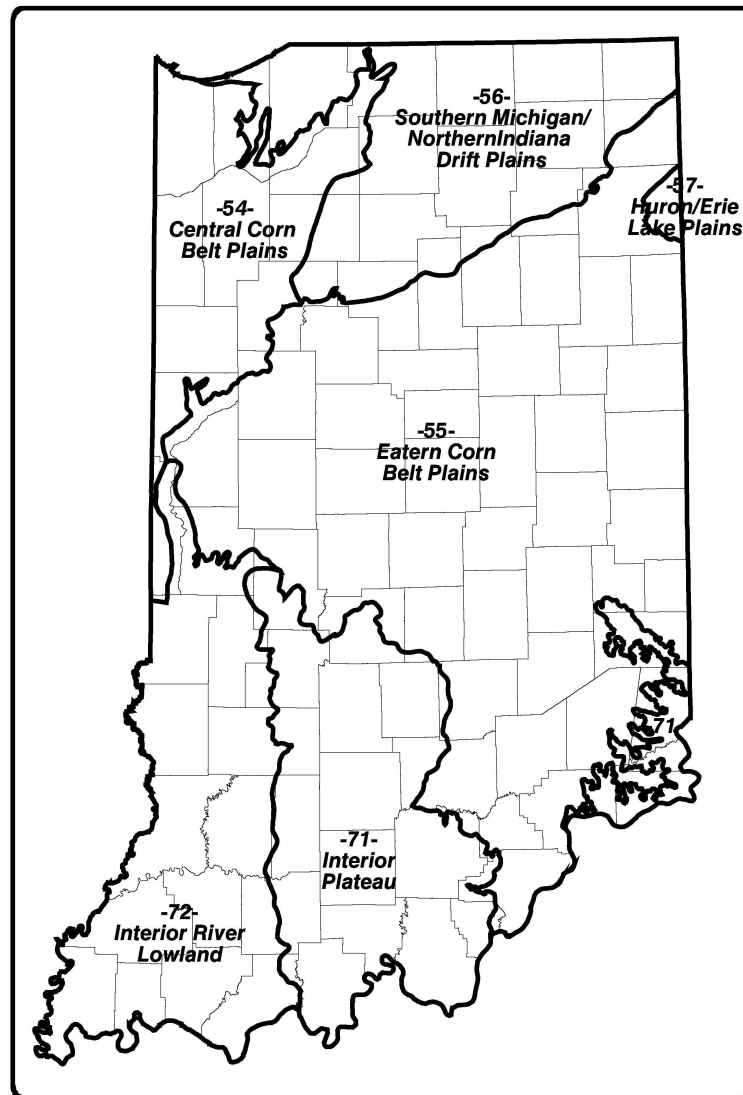 -56-
Southern Michigan/
NorthernIndiana
Drift Plains
-57-
Huron/Erie
Lake Plains
-54-
Central Corn
Belt Plains
-55-
Eatern Corn
Belt Plains
71
-71-
Interior
Plateau
-72-
Interior River
Lowland